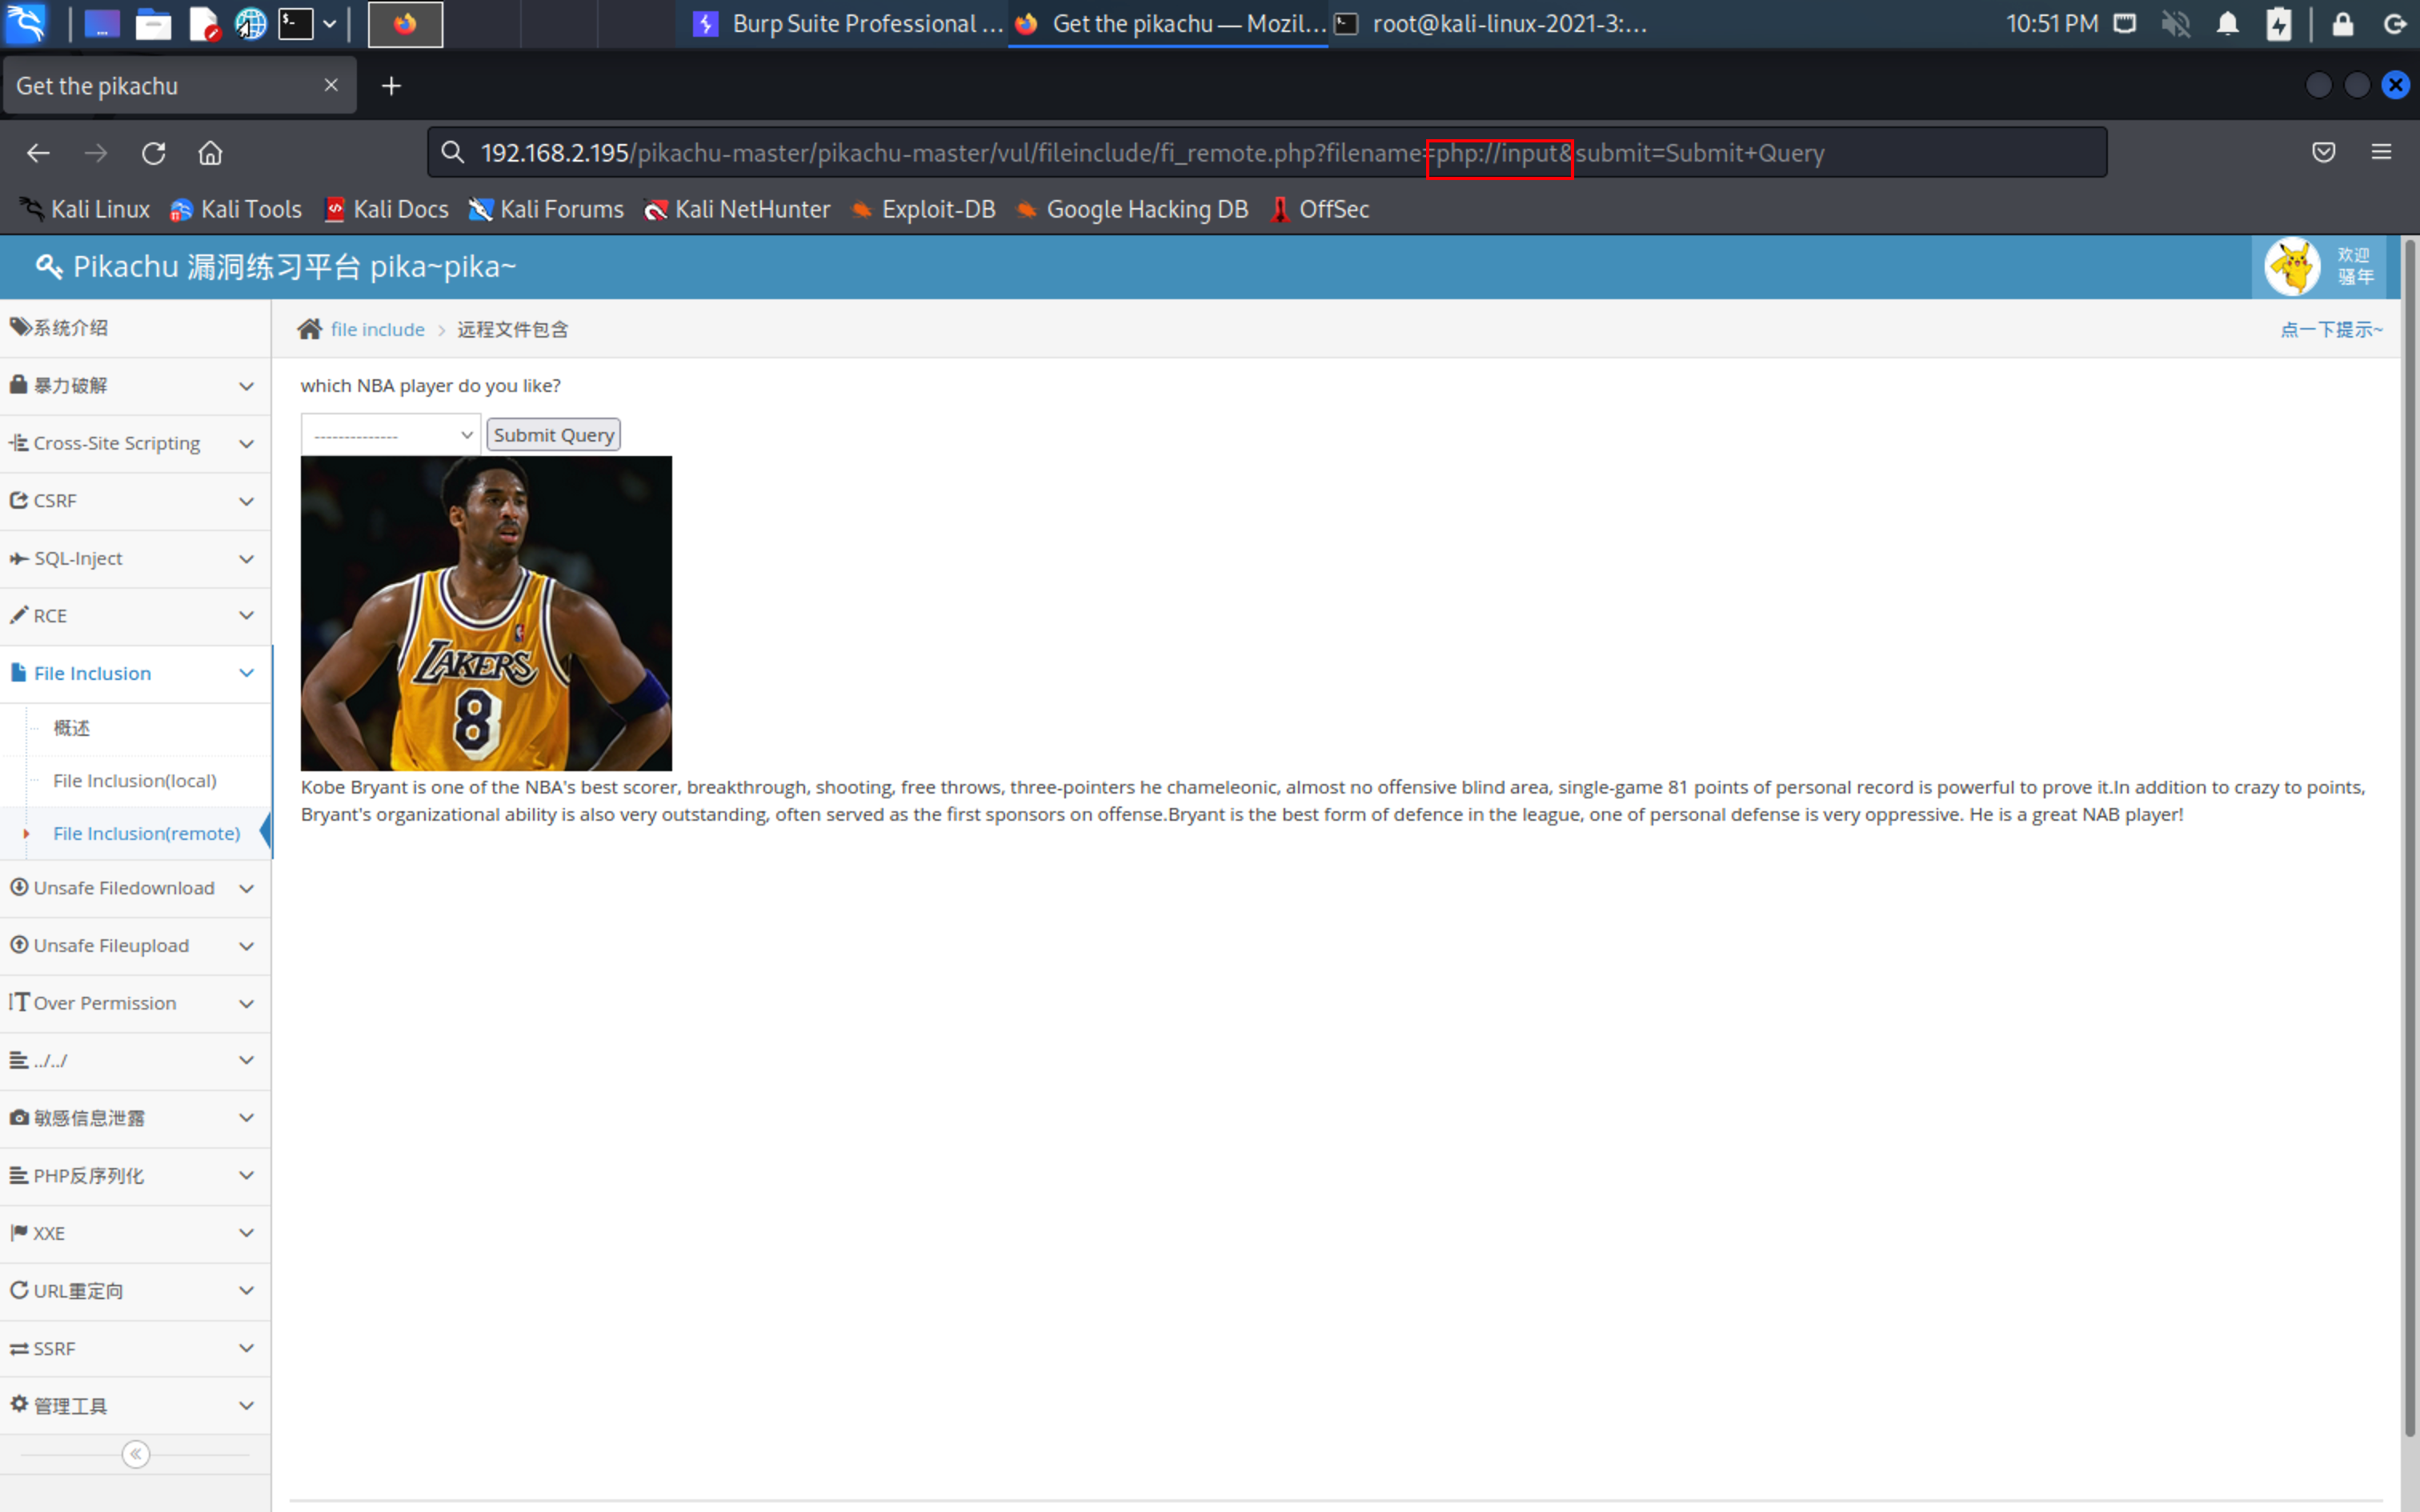 Burp Suite Professional ... Get the pikachu — Mozil... root@kali-linux-2021-3:... 10:51 PM
Get the pikachu
192.168.2.195/pikachu-master/pikachu-master/vul/fileinclude/fi_remote.php?filename=php://input&submit=Submit+Query
Kali Linux Kali Tools Kali Docs Kali Forums Kali NetHunter Exploit-DB Google Hacking DB OffSec
Pikachu 漏洞练习平台 pika~pika~
欢迎
骚年
系统介绍
file include > 远程文件包含
点一下提示~
暴力破解
which NBA player do you like?
Cross-Site Scripting
--------------
Submit Query
CSRF
SQL-Inject
RCE
File Inclusion
LAKERS
8
概述
File Inclusion(local)
Kobe Bryant is one of the NBA's best scorer, breakthrough, shooting, free throws, three-pointers he chameleonic, almost no offensive blind area, single-game 81 points of personal record is powerful to prove it.In addition to crazy to points,
Bryant's organizational ability is also very outstanding, often served as the first sponsors on offense.Bryant is the best form of defence in the league, one of personal defense is very oppressive. He is a great NAB player!
File Inclusion(remote)
Unsafe Filedownload
Unsafe Fileupload
Over Permission
../../
敏感信息泄露
PHP反序列化
XXE
URL重定向
SSRF
管理工具